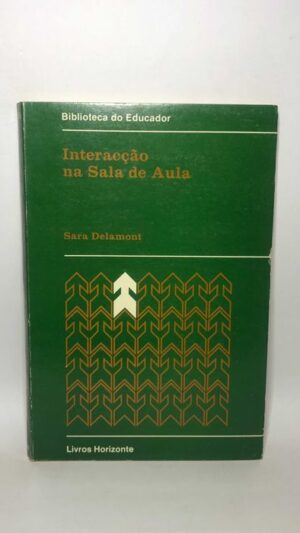 Biblioteca do Educador
Interacção
na Sala de Aula
Sara Delamont
Livros Horizonte